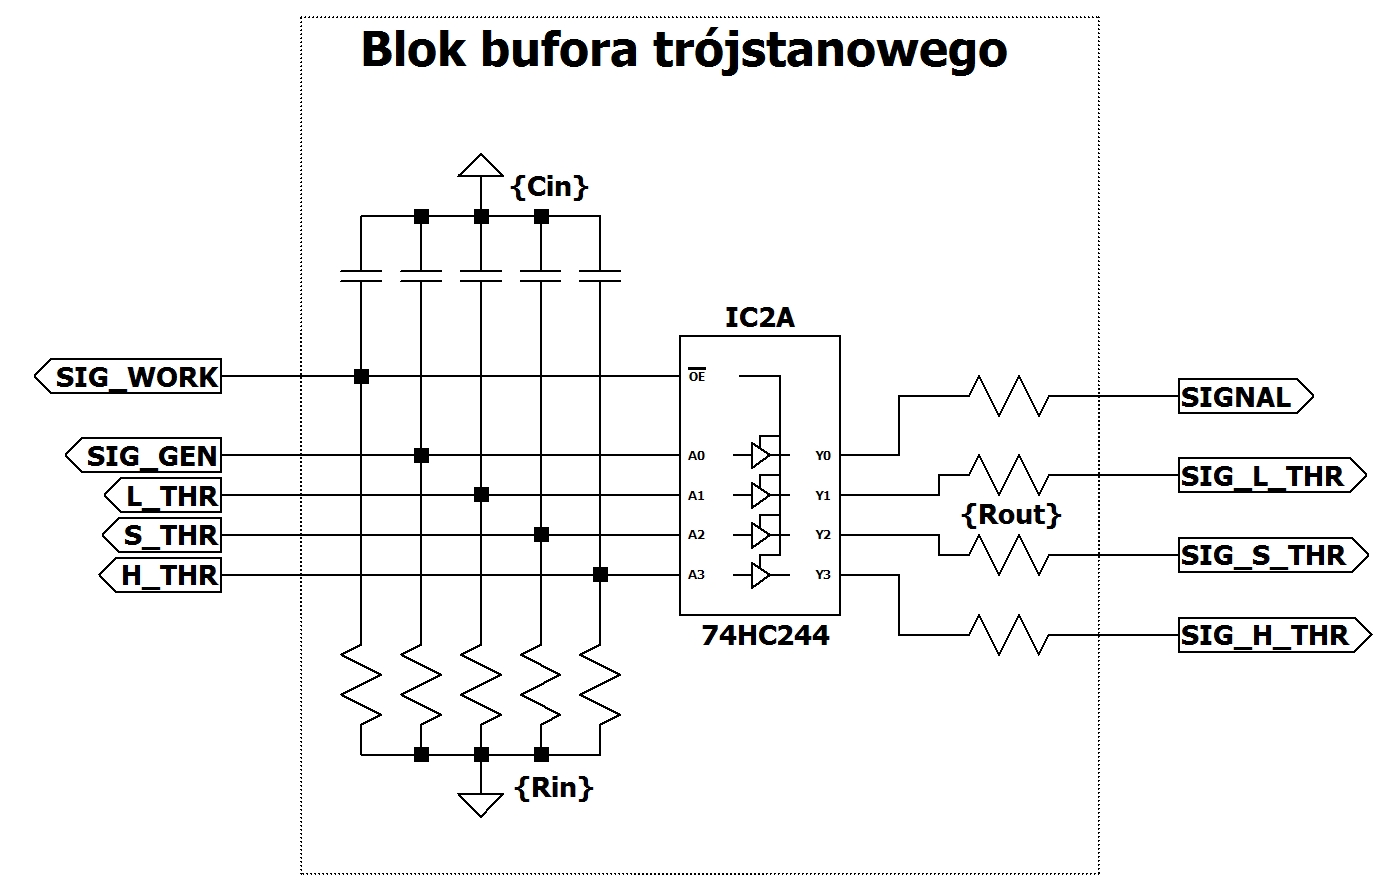 Blok bufora trójstanowego
{Cin}
IC2A
SIG_WORK
OE
SIGNAL
SIG_GEN
A0
Y0
L_THR
A1
Y1
SIG_L_THR
{Rout}
S_THR
A2
Y2
SIG_S_THR
H_THR
A3
Y3
74HC244
SIG_H_THR
{Rin}